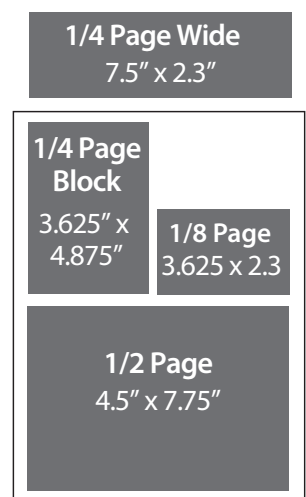 1/4 Page Wide
7.5” x 2.3”
1/4 Page
Block
3.625” x
4.875”
1/8 Page
3.625 x 2.3
1/2 Page
4.5” x 7.75”